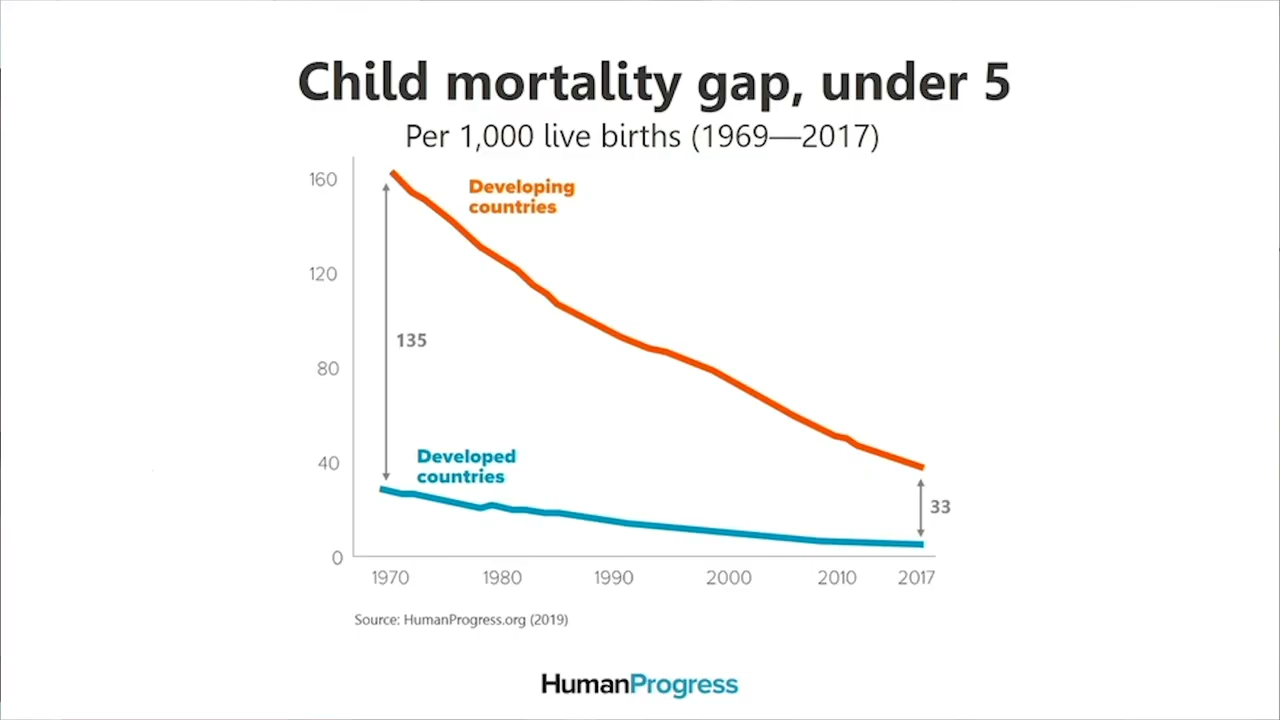 Child mortality gap, under 5
Per 1,000 live births (1969—2017)
160
120
80
40
0
Developing
countries
135
Developed
countries
33
1970 1980 1990 2000 2010 2017
Source: HumanProgress.org (2019)
HumanProgress